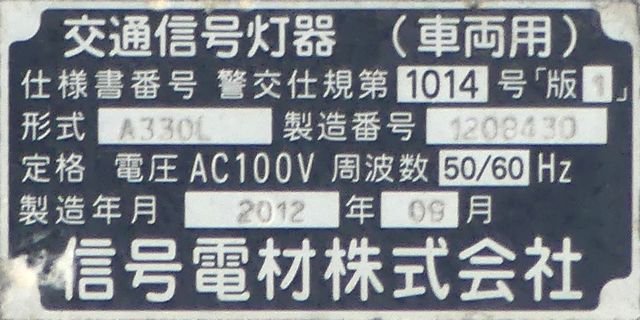 交通信号灯器 （車両用）
仕様書番号 警交仕規第 1014 号「版 1」
形式 A330L 製造番号 1208430
定格 電圧 AC100V 周波数 50/60 Hz
製造年月 2012 年 09 月
信号電材株式会社